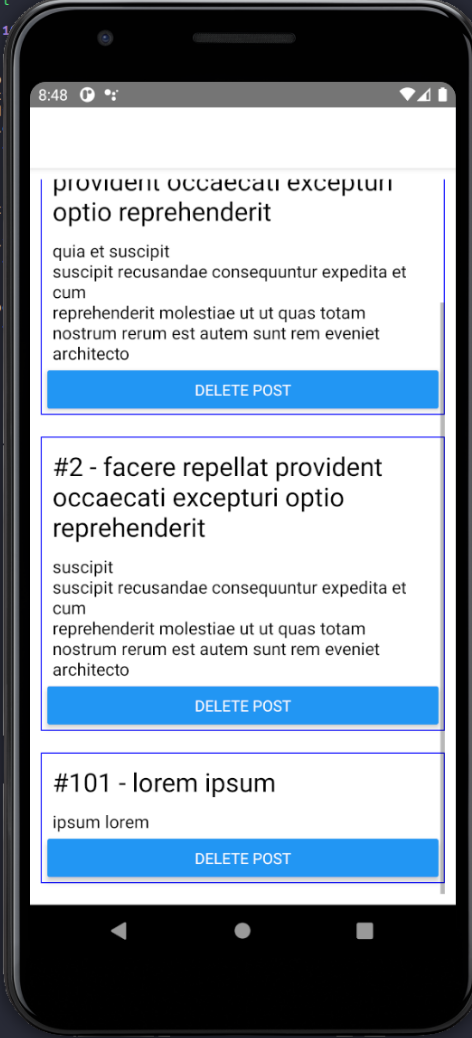 8:48
provident occaecati excepturi
optio reprehenderit
quia et suscipit
suscipit recusandae consequuntur expedita et
cum
reprehenderit molestiae ut ut quas totam
nostrum rerum est autem sunt rem eveniet
architecto
DELETE POST
#2 - facere repellat provident
occaecati excepturi optio
reprehenderit
suscipit
suscipit recusandae consequuntur expedita et
cum
reprehenderit molestiae ut ut quas totam
nostrum rerum est autem sunt rem eveniet
architecto
DELETE POST
#101 - lorem ipsum
ipsum lorem
DELETE POST